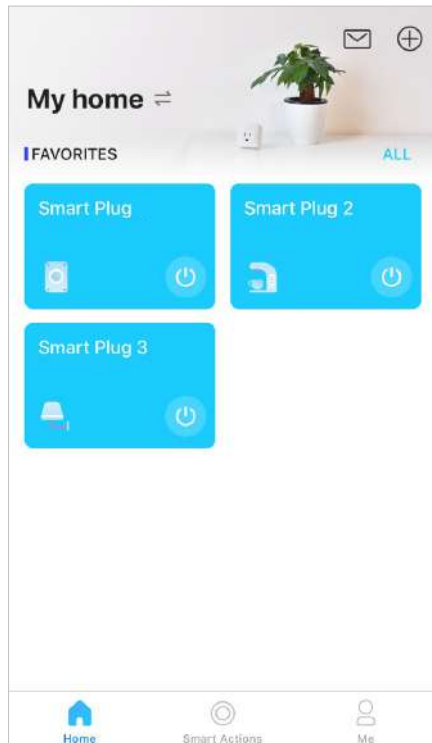 My home
FAVORITES
ALL
Smart Plug
Smart Plug 2
Smart Plug 3
Home
Smart Actions
Me